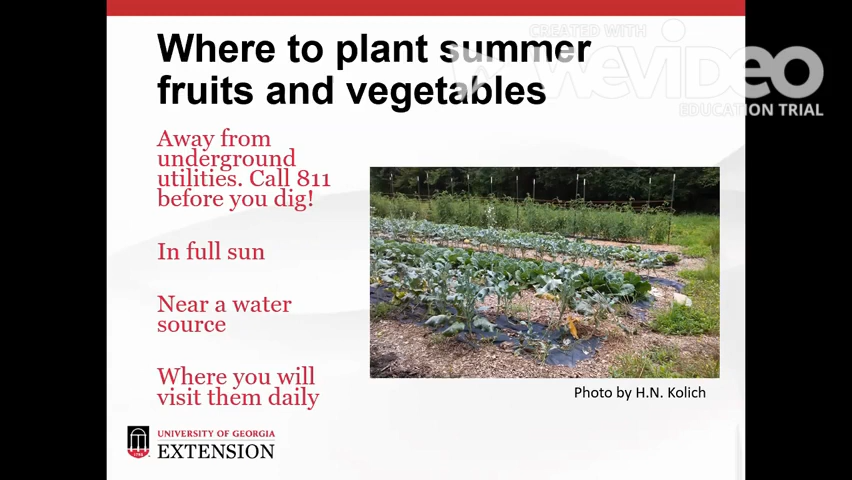 CREATED WITH
WeVideo
EDUCATION TRIAL
Where to plant summer
fruits and vegetables
Away from
underground
utilities. Call 811
before you dig!
In full sun
Near a water
source
Where you will
visit them daily
Photo by H.N. Kolich
UNIVERSITY OF GEORGIA
EXTENSION